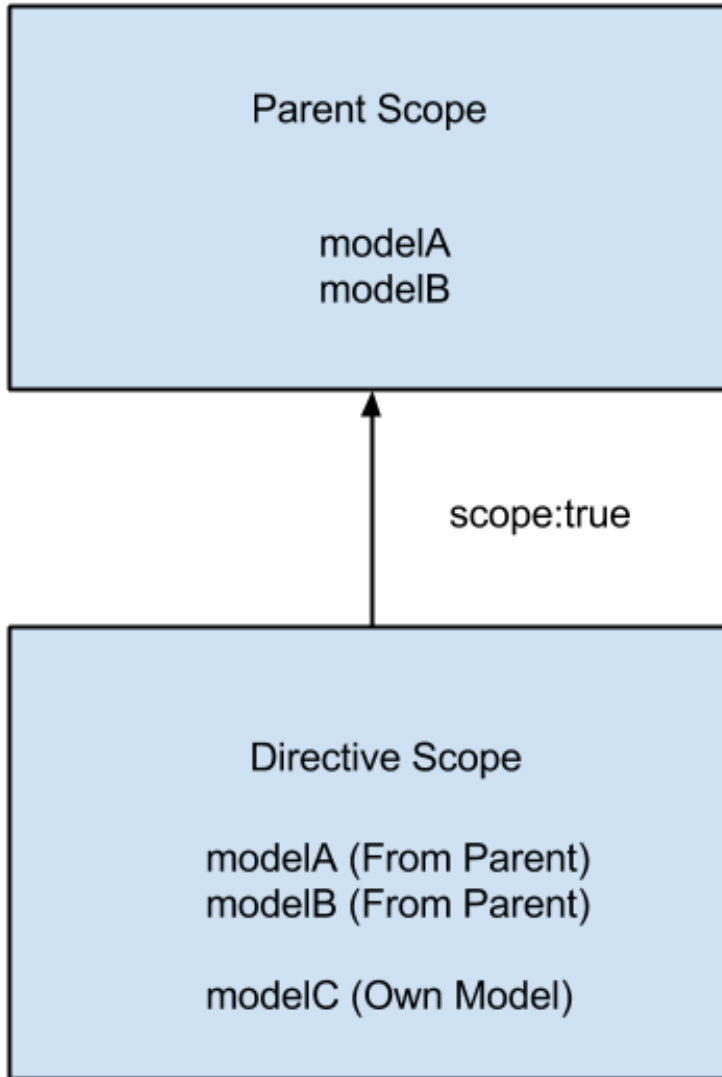 Parent Scope
modelA
modelB
scope:true
Directive Scope
modelA (From Parent)
modelB (From Parent)
modelC (Own Model)